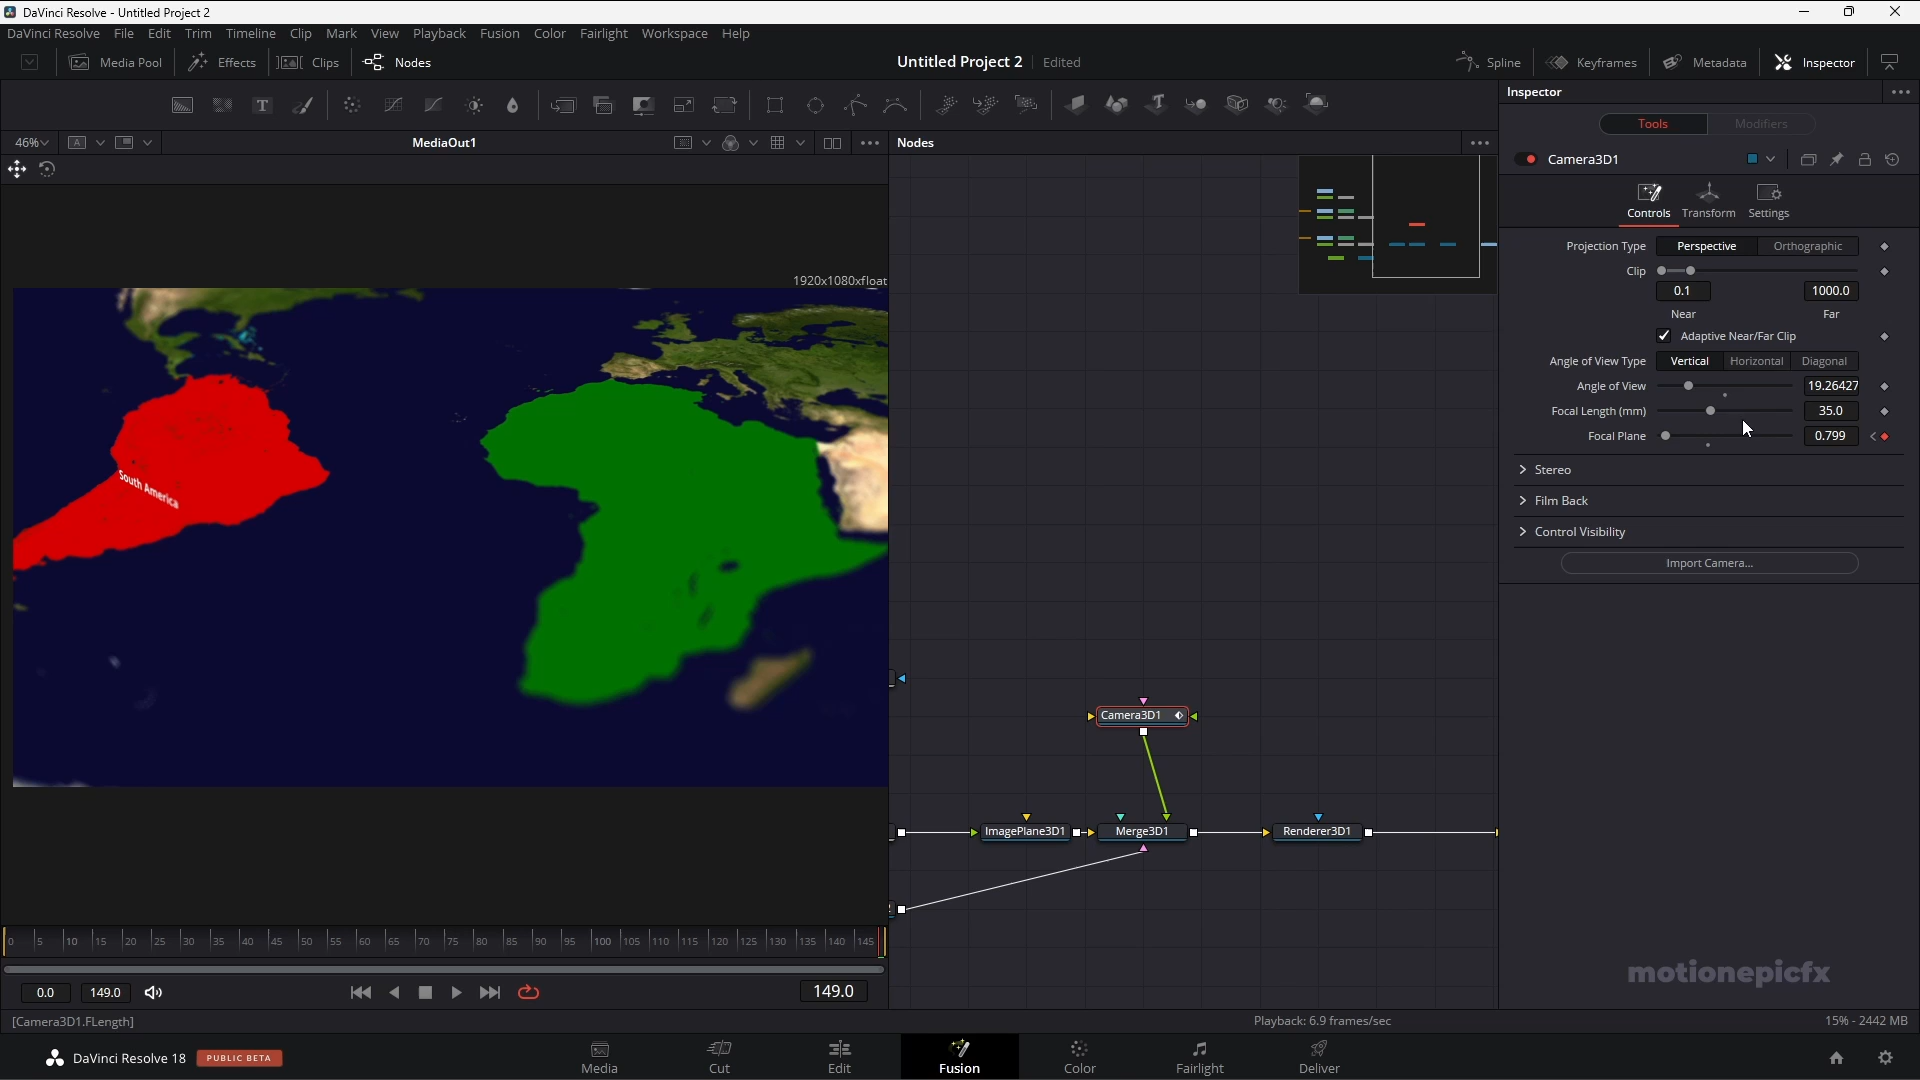 DaVinci Resolve - Untitled Project 2
DaVinci Resolve File Edit Trim Timeline Clip Mark View Playback Fusion Color Fairlight Workspace Help
Media Pool Effects Clips Nodes Untitled Project 2 Edited Spline Keyframes Metadata Inspector
Inspector
Tools Modifiers
46% A MediaOut1 Nodes
Camera3D1
Controls Transform Settings
Projection Type Perspective Orthographic
Clip
0.1 1000.0
Near Far
Adaptive Near/Far Clip
Angle of View Type Vertical Horizontal Diagonal
Angle of View 19.26427
Focal Length (mm) 35.0
Focal Plane 0.799
Stereo
Film Back
Control Visibility
Import Camera...
1920x1080xfloat
South America
Camera3D1
ImagePlane3D1 Merge3D1 Renderer3D1
motionepicfx
0 5 10 15 20 25 30 35 40 45 50 55 60 65 70 75 80 85 90 95 100 105 110 115 120 125 130 135 140 145
0.0 149.0 149.0
[Camera3D1.FLength] Playback: 6.9 frames/sec 15% - 2442 MB
DaVinci Resolve 18 PUBLIC BETA Media Cut Edit Fusion Color Fairlight Deliver